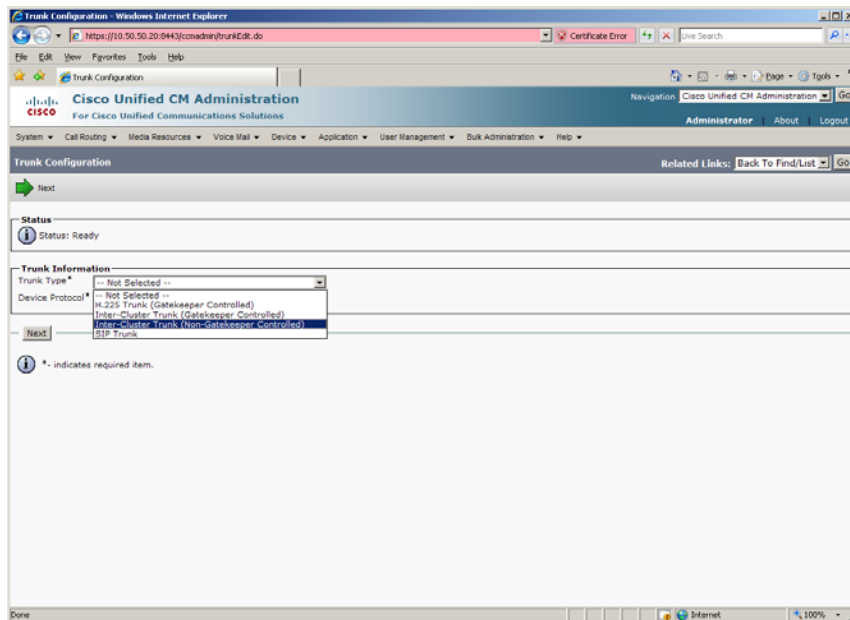 Trunk Configuration - Windows Internet Explorer
https://10.50.50.20:8443/ccmadmin/trunkEdit.do
Certificate Error
Live Search
File Edit View Favorites Tools Help
Trunk Configuration
Page Tools
cisco
Cisco Unified CM Administration
For Cisco Unified Communications Solutions
Navigation Cisco Unified CM Administration Go
Administrator | About | Logout
System Call Routing Media Resources Voice Mail Device Application User Management Bulk Administration Help
Trunk Configuration
Related Links: Back To Find/List Go
Next
Status
Status: Ready
Trunk Information
Trunk Type* -- Not Selected --
Device Protocol* -- Not Selected --
H.225 Trunk (Gatekeeper Controlled)
Inter-Cluster Trunk (Gatekeeper Controlled)
Inter-Cluster Trunk (Non-Gatekeeper Controlled)
SIP Trunk
Next
*- indicates required item.
Done
Internet
100%